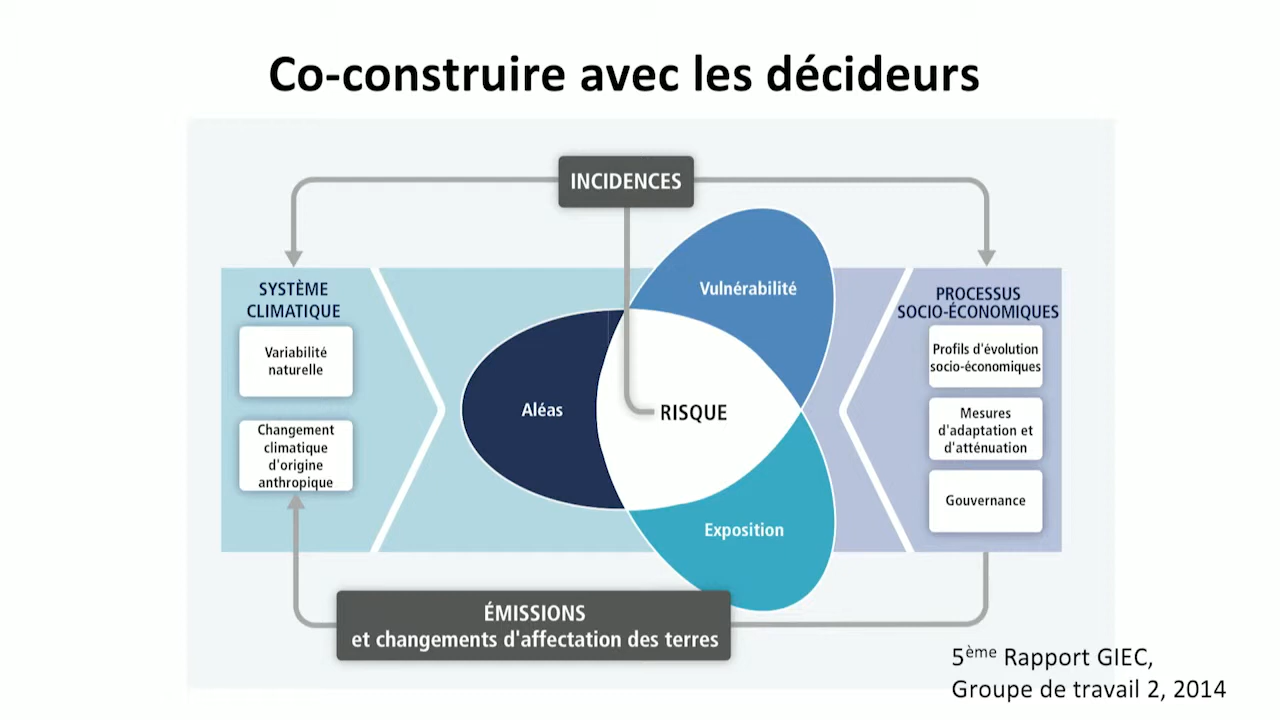 Co-construire avec les décideurs
INCIDENCES
SYSTÈME
CLIMATIQUE
Variabilité
naturelle
Changement
climatique
d'origine
anthropique
Vulnérabilité
Aléas
RISQUE
Exposition
PROCESSUS
SOCIO-ÉCONOMIQUES
Profils d'évolution
socio-économiques
Mesures
d'adaptation et
d'atténuation
Gouvernance
ÉMISSIONS
et changements d'affectation des terres
5ème Rapport GIEC,
Groupe de travail 2, 2014